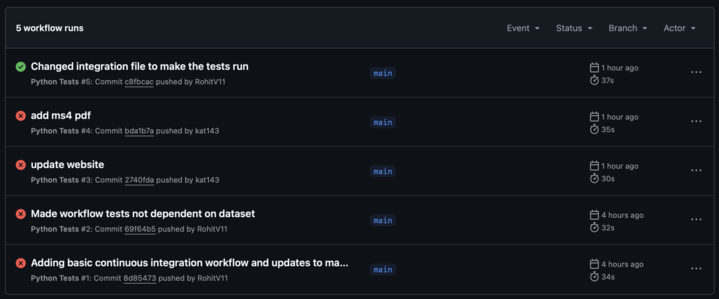 5 workflow runs
Event Status Branch Actor
Changed integration file to make the tests run
Python Tests #5: Commit c8fbcac pushed by RohitV11
main
1 hour ago
37s
add ms4 pdf
Python Tests #4: Commit bda1b7a pushed by kat143
main
1 hour ago
35s
update website
Python Tests #3: Commit 2740fda pushed by kat143
main
1 hour ago
30s
Made workflow tests not dependent on dataset
Python Tests #2: Commit 69f64b5 pushed by RohitV11
main
4 hours ago
32s
Adding basic continuous integration workflow and updates to ma...
Python Tests #1: Commit 8d85473 pushed by RohitV11
main
4 hours ago
34s